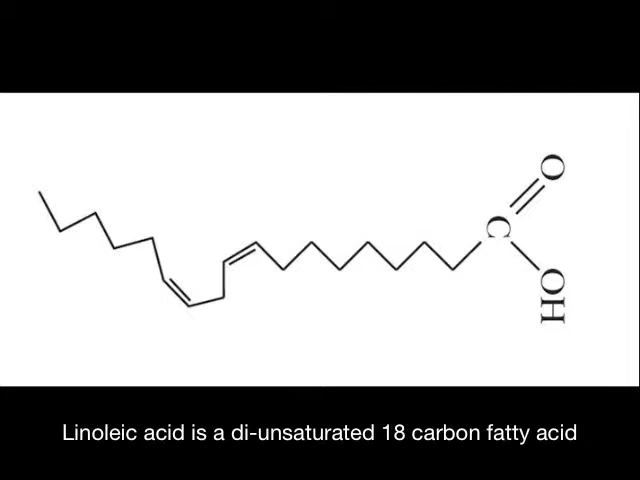 O
C
OH
Linoleic acid is a di-unsaturated 18 carbon fatty acid